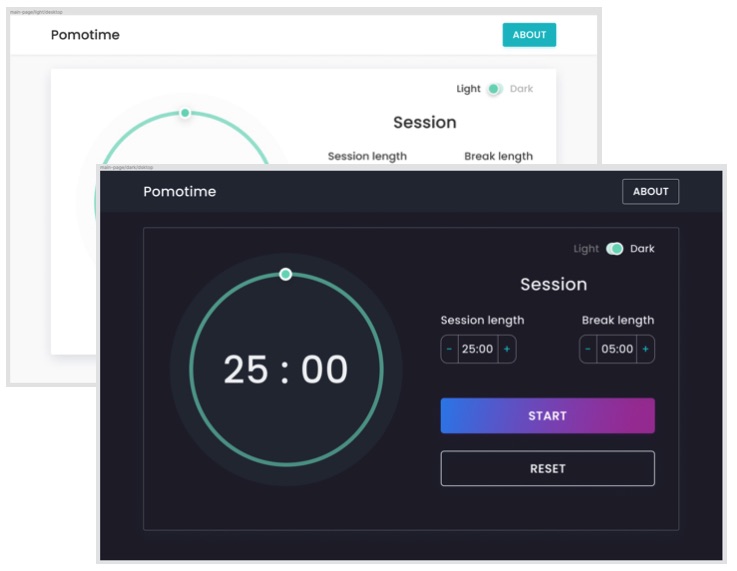 main-page/light/desktop
Pomotime
ABOUT
Light Dark
Session
Session length Break length
main-page/dark/dsktop
Pomotime
ABOUT
Light Dark
Session
Session length Break length
- 25:00 + - 05:00 +
25 : 00
START
RESET